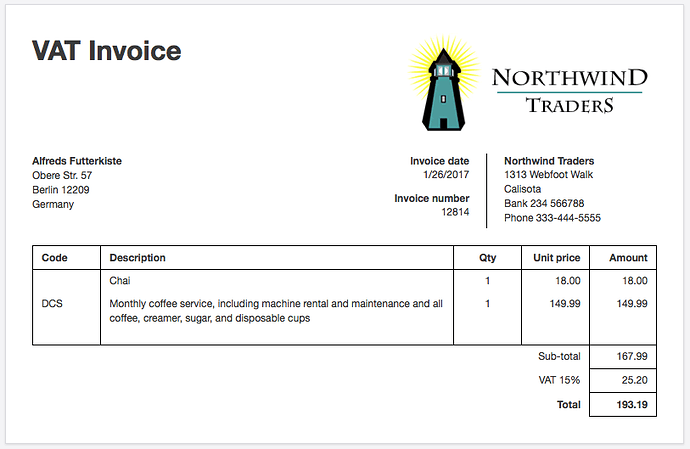 VAT Invoice
NORTHWIND
TRADERS
Alfreds Futterkiste
Obere Str. 57
Berlin 12209
Germany
Invoice date
1/26/2017
Invoice number
12814
Northwind Traders
1313 Webfoot Walk
Calisota
Bank 234 566788
Phone 333-444-5555
Code Description Qty Unit price Amount
Chai 1 18.00 18.00
DCS Monthly coffee service, including machine rental and maintenance and all 1 149.99 149.99
coffee, creamer, sugar, and disposable cups
Sub-total 167.99
VAT 15% 25.20
Total 193.19